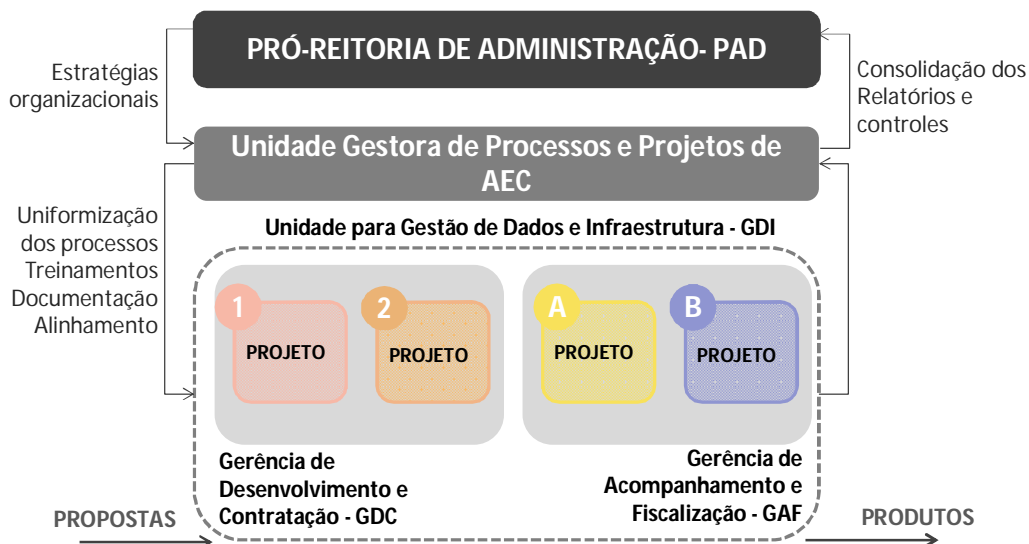 PRÓ-REITORIA DE ADMINISTRAÇÃO- PAD
Estratégias
organizacionais
Consolidação dos
Relatórios e
controles
Unidade Gestora de Processos e Projetos de
AEC
Uniformização
dos processos
Treinamentos
Documentação
Alinhamento
Unidade para Gestão de Dados e Infraestrutura - GDI
1
PROJETO
2
PROJETO
A
PROJETO
B
PROJETO
Gerência de
Desenvolvimento e
Contratação - GDC
Gerência de
Acompanhamento e
Fiscalização - GAF
PROPOSTAS
PRODUTOS